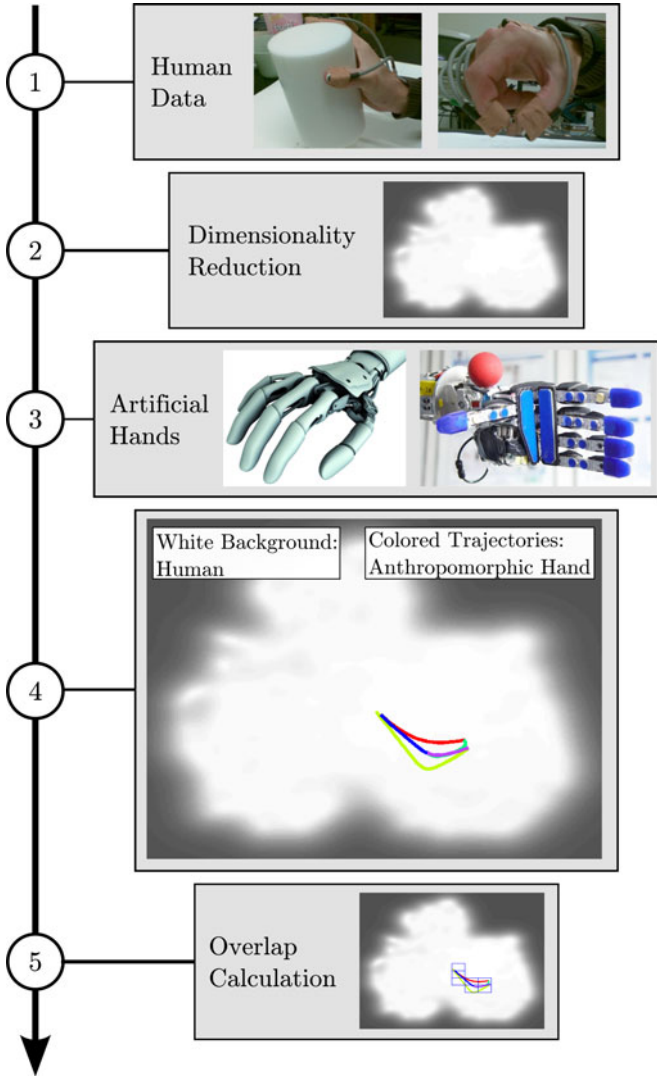 1
Human
Data
2
Dimensionality
Reduction
3
Artificial
Hands
4
White Background:
Human
Colored Trajectories:
Anthropomorphic Hand
5
Overlap
Calculation